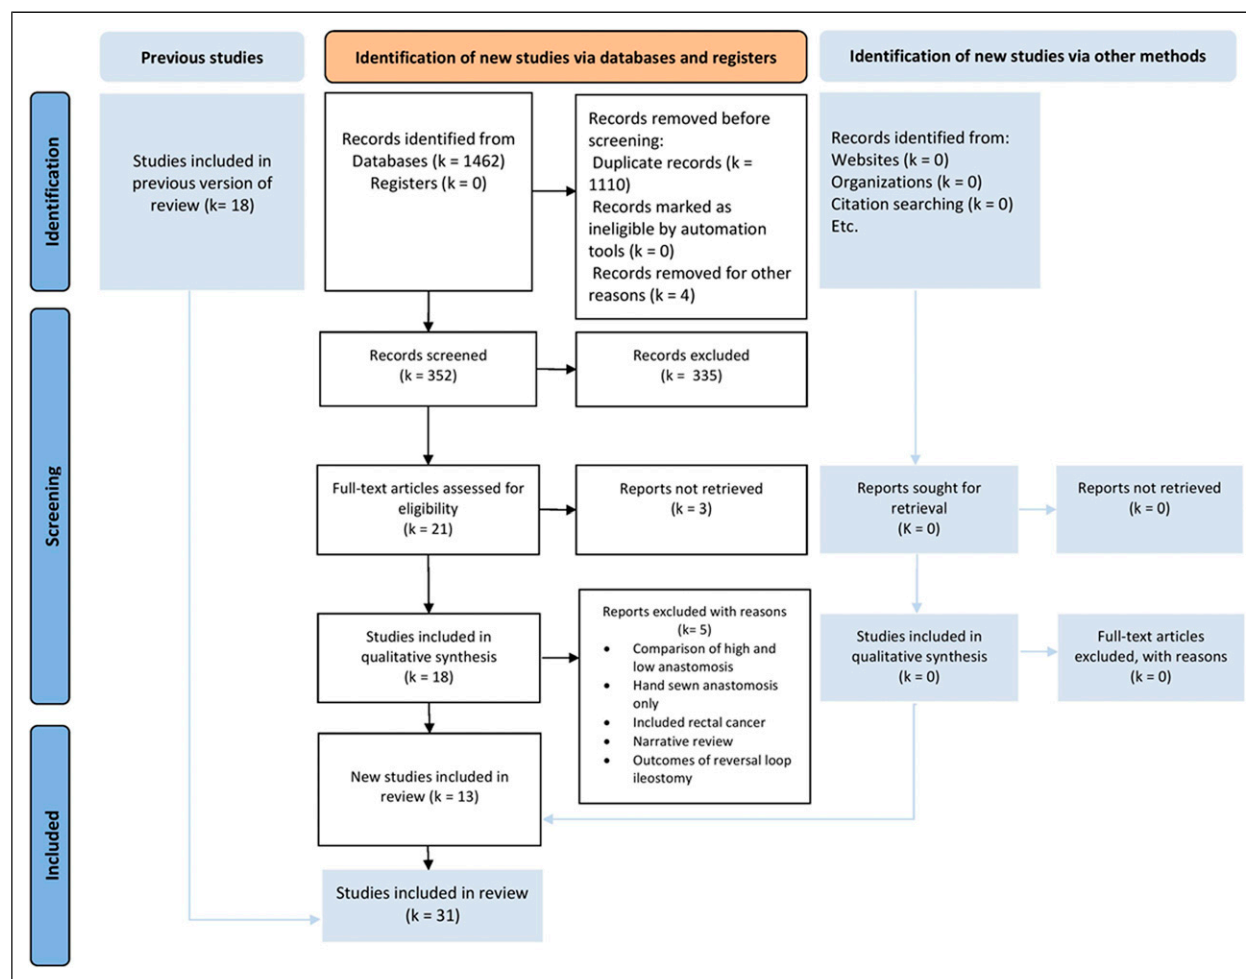 Previous studies
Identification of new studies via databases and registers
Identification of new studies via other methods
Identification
Studies included in
previous version of
review (k= 18)
Records identified from
Databases (k = 1462)
Registers (k = 0)
Records removed before
screening:
Duplicate records (k =
1110)
Records marked as
ineligible by automation
tools (k = 0)
Records removed for other
reasons (k = 4)
Records identified from:
Websites (k = 0)
Organizations (k = 0)
Citation searching (k = 0)
Etc.
Screening
Records screened
(k = 352)
Records excluded
(k = 335)
Full-text articles assessed for
eligibility
(k = 21)
Reports not retrieved
(k = 3)
Reports sought for
retrieval
(K = 0)
Reports not retrieved
(k = 0)
Studies included in
qualitative synthesis
(k = 18)
Reports excluded with reasons
(k= 5)
• Comparison of high and
low anastomosis
• Hand sewn anastomosis
only
• Included rectal cancer
• Narrative review
• Outcomes of reversal loop
ileostomy
Studies included in
qualitative synthesis
(k = 0)
Full-text articles
excluded, with reasons
(k = 0)
Included
New studies included in
review (k = 13)
Studies included in review
(k = 31)